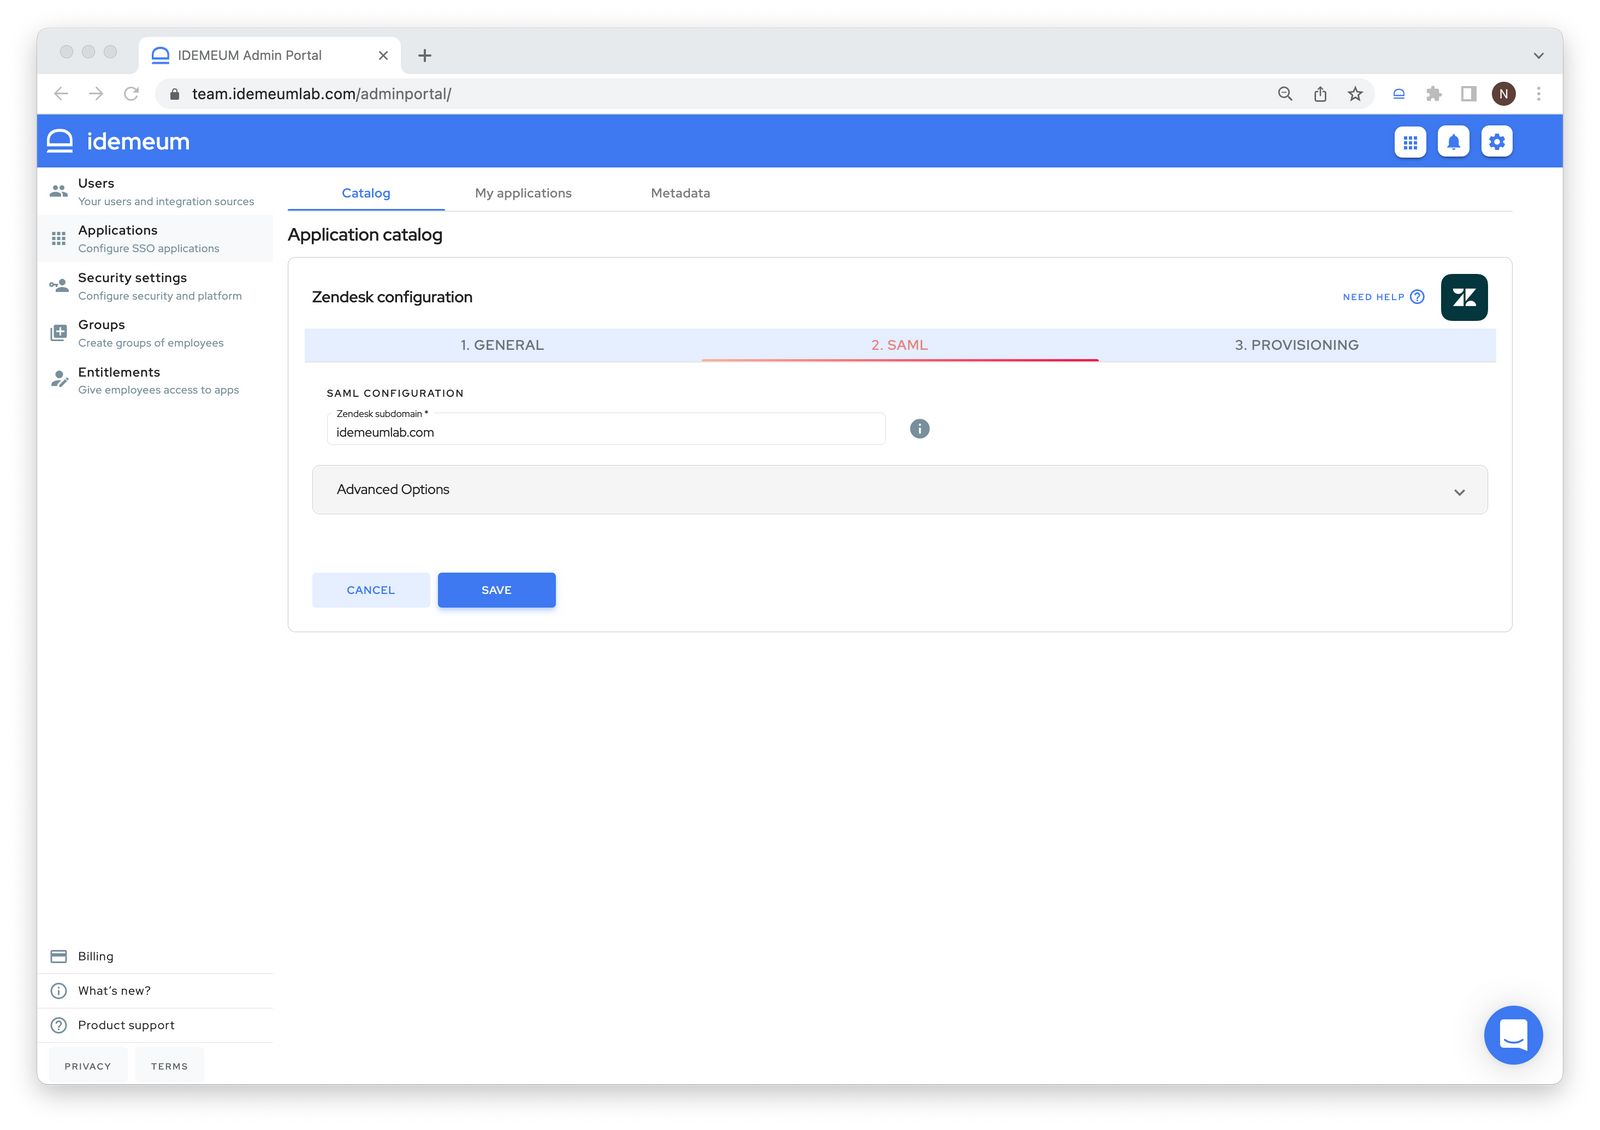 IDEMEUM Admin Portal
team.idemeumlab.com/adminportal/
N
idemeum
Users
Your users and integration sources
Applications
Configure SSO applications
Security settings
Configure security and platform
Groups
Create groups of employees
Entitlements
Give employees access to apps
Catalog
My applications
Metadata
Application catalog
Zendesk configuration
NEED HELP
1. GENERAL
2. SAML
3. PROVISIONING
SAML CONFIGURATION
Zendesk subdomain *
idemeumlab.com
Advanced Options
CANCEL
SAVE
Billing
What's new?
Product support
PRIVACY
TERMS